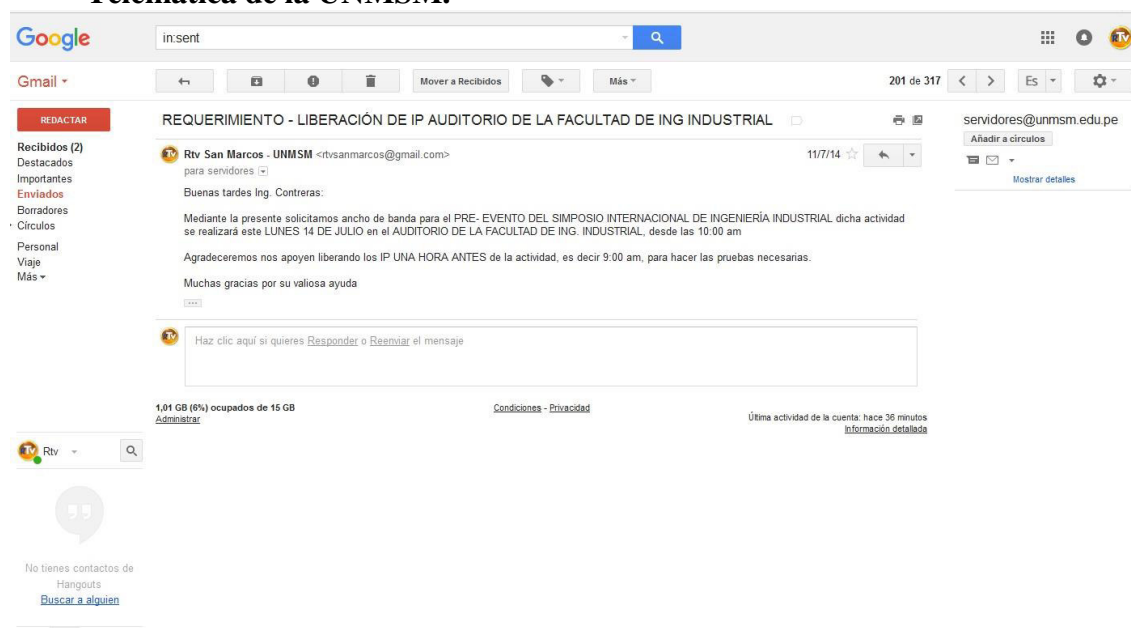 Telemática de la UNMSM.
Google
in:sent
RTV
Gmail
Mover a Recibidos
Más
201 de 317
Es
REDACTAR
Recibidos (2)
Destacados
Importantes
Enviados
Borradores
Círculos
Personal
Viaje
Más
REQUERIMIENTO - LIBERACIÓN DE IP AUDITORIO DE LA FACULTAD DE ING INDUSTRIAL
Rtv San Marcos - UNMSM <rtvsanmarcos@gmail.com>
11/7/14
para servidores
Buenas tardes Ing. Contreras:
Mediante la presente solicitamos ancho de banda para el PRE- EVENTO DEL SIMPOSIO INTERNACIONAL DE INGENIERÍA INDUSTRIAL dicha actividad
se realizará este LUNES 14 DE JULIO en el AUDITORIO DE LA FACULTAD DE ING. INDUSTRIAL, desde las 10:00 am
Agradeceremos nos apoyen liberando los IP UNA HORA ANTES de la actividad, es decir 9:00 am, para hacer las pruebas necesarias.
Muchas gracias por su valiosa ayuda
Haz clic aquí si quieres Responder o Reenviar el mensaje
servidores@unmsm.edu.pe
Añadir a círculos
Mostrar detalles
1,01 GB (6%) ocupados de 15 GB
Administrar
Condiciones - Privacidad
Última actividad de la cuenta: hace 36 minutos
Información detallada
Rtv
No tienes contactos de
Hangouts
Buscar a alguien